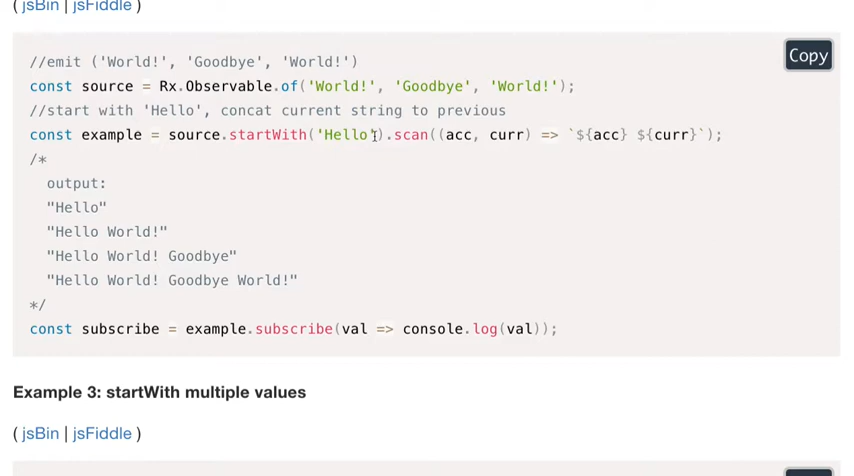 ( jsBin | jsFiddle )
Copy
//emit ('World!', 'Goodbye', 'World!')
const source = Rx.Observable.of('World!', 'Goodbye', 'World!');
//start with 'Hello', concat current string to previous
const example = source.startWith('Hello').scan((acc, curr) => `${acc} ${curr}`);
/*
  output:
  "Hello"
  "Hello World!"
  "Hello World! Goodbye"
  "Hello World! Goodbye World!"
*/
const subscribe = example.subscribe(val => console.log(val));
Example 3: startWith multiple values
( jsBin | jsFiddle )